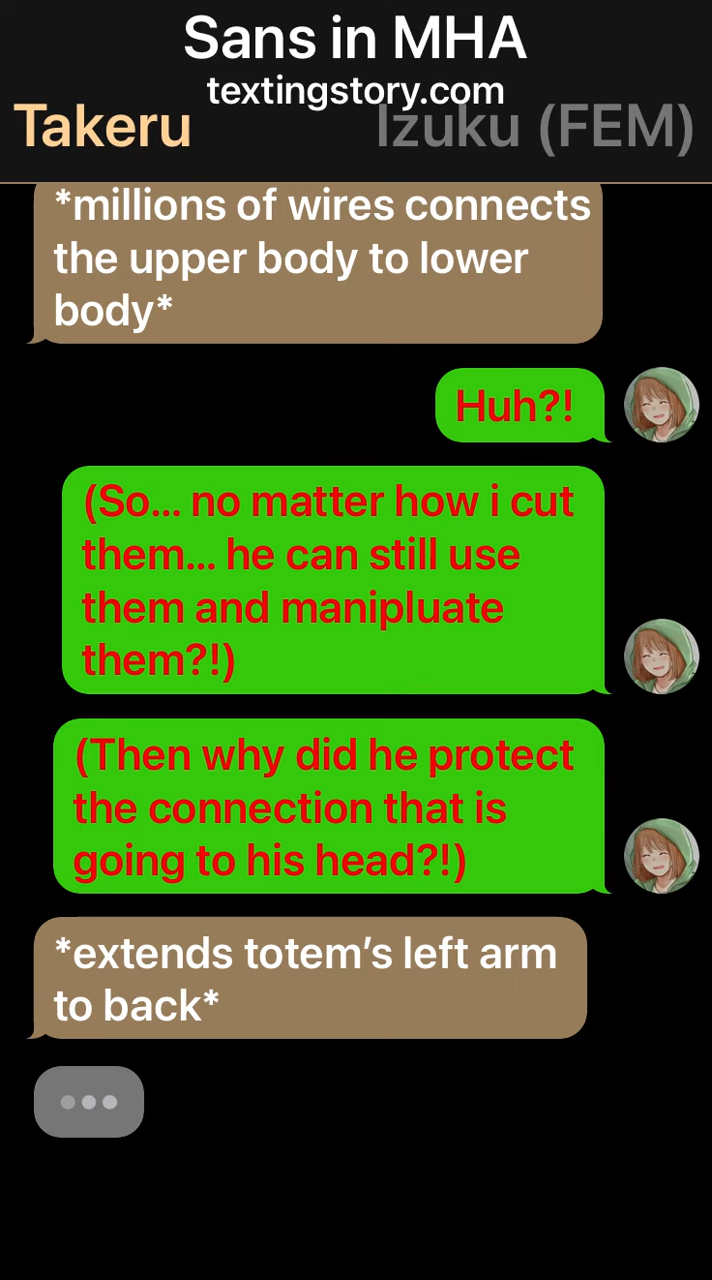 Sans in MHA
textingstory.com
Takeru
Izuku (FEM)
*millions of wires connects
the upper body to lower
body*
Huh?!
(So... no matter how i cut
them... he can still use
them and manipluate
them?!)
(Then why did he protect
the connection that is
going to his head?!)
*extends totem’s left arm
to back*